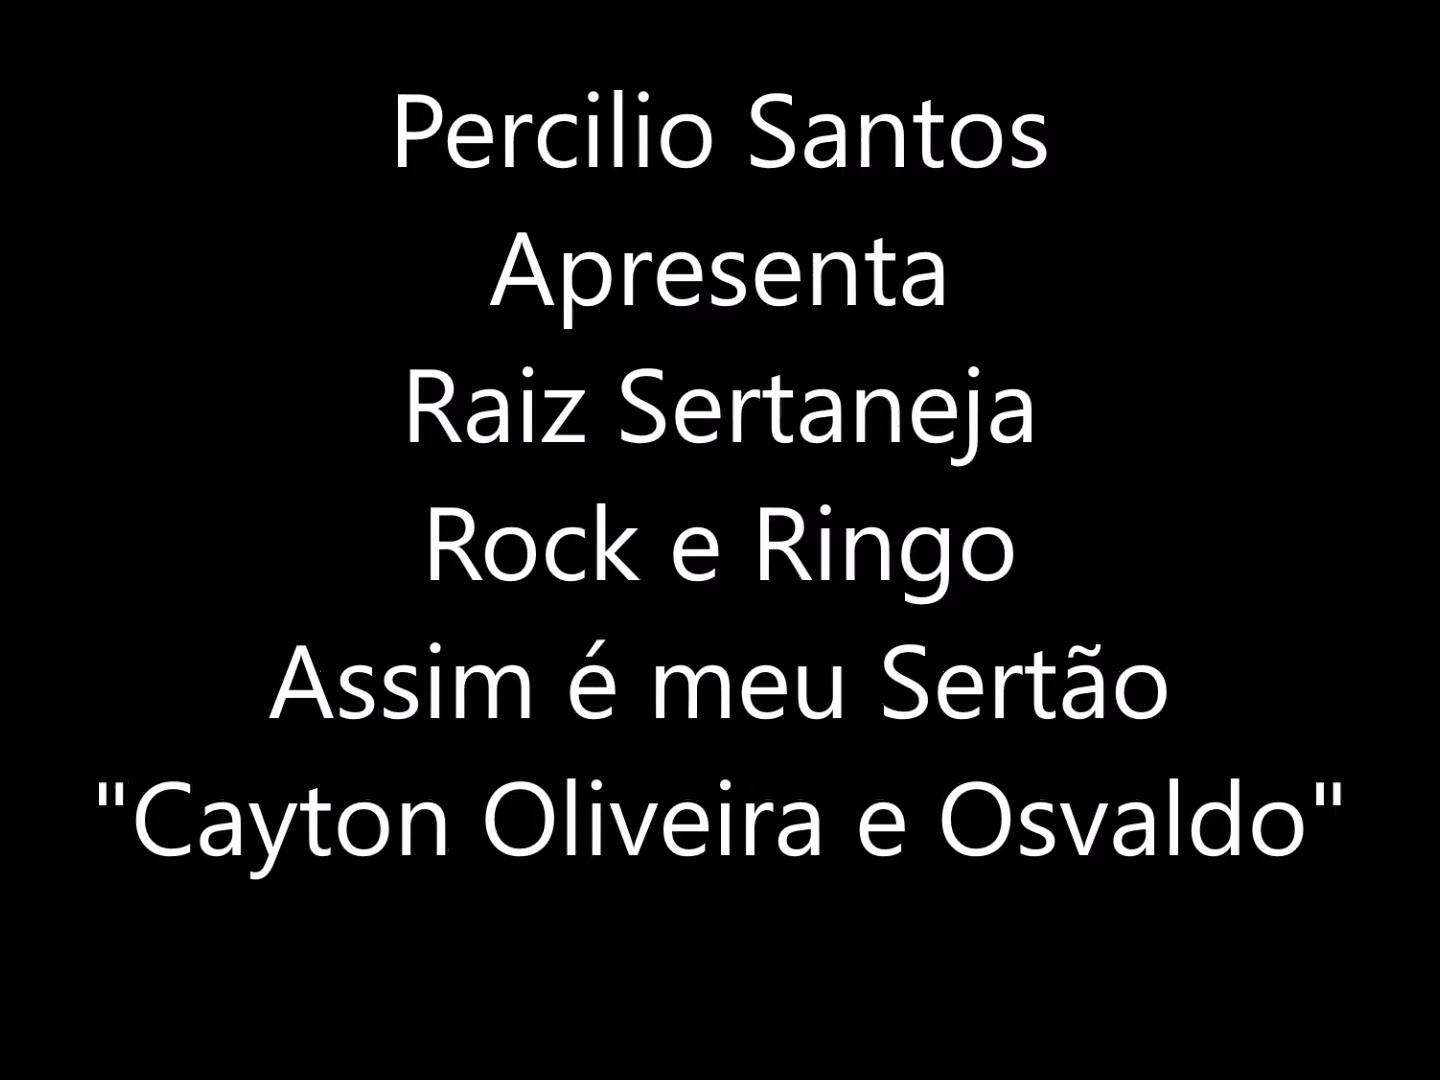 Percilio Santos
Apresenta
Raiz Sertaneja
Rock e Ringo
Assim é meu Sertão
"Cayton Oliveira e Osvaldo"